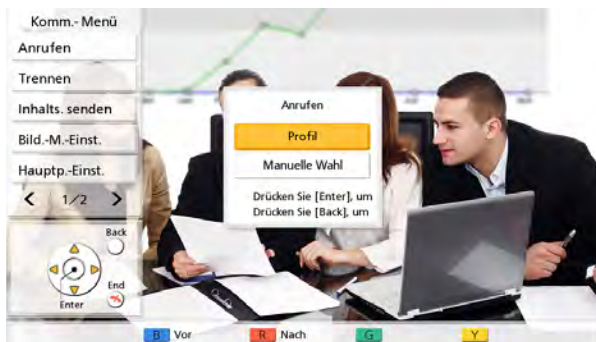 Komm.- Menü
Anrufen
Trennen
Inhalts. senden
Bild.-M.-Einst.
Hauptp.-Einst.
1/2
Back
End
Enter
Anrufen
Profil
Manuelle Wahl
Drücken Sie [Enter], um
Drücken Sie [Back], um
B Vor R Nach G Y